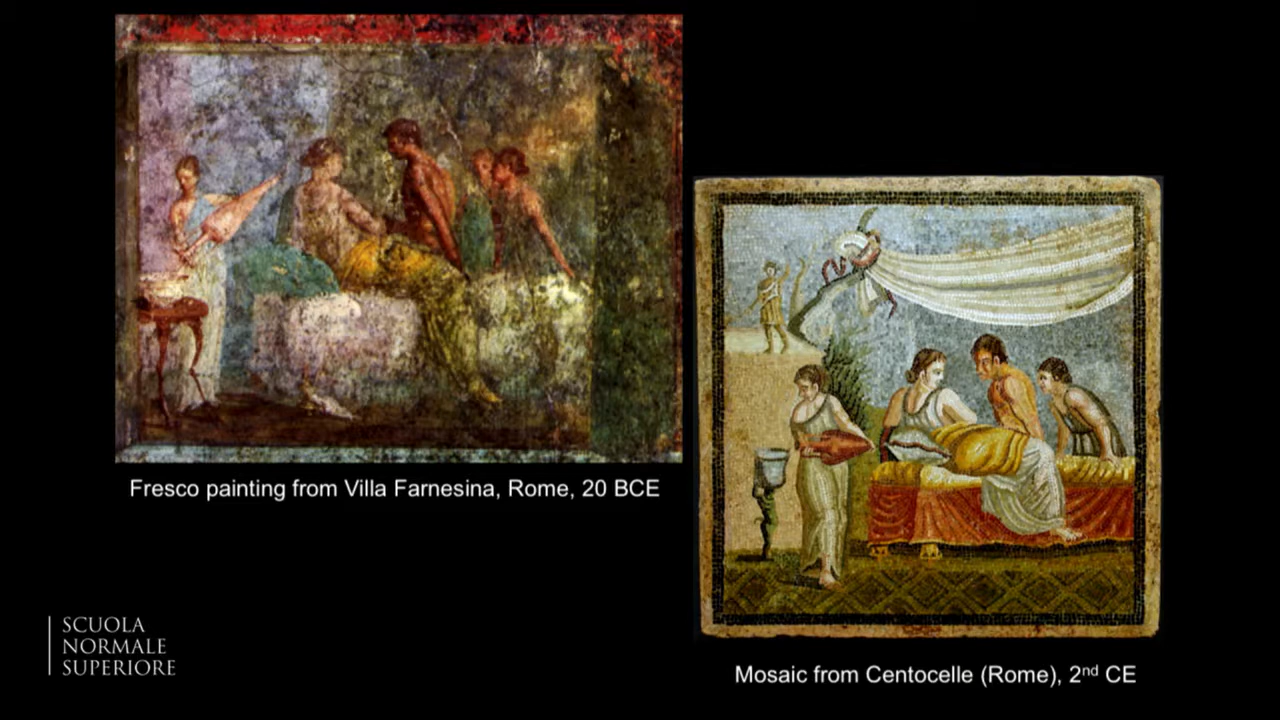 Fresco painting from Villa Farnesina, Rome, 20 BCE
SCUOLA
NORMALE
SUPERIORE
Mosaic from Centocelle (Rome), 2nd CE